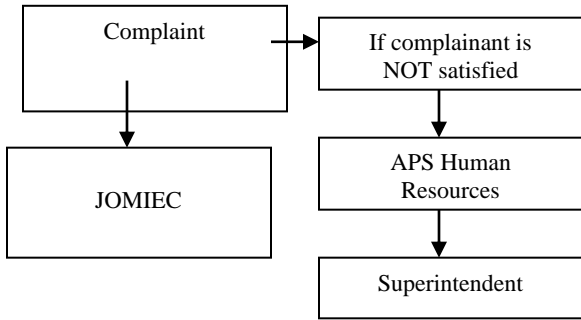 Complaint
If complainant is
NOT satisfied
JOMIEC
APS Human
Resources
Superintendent